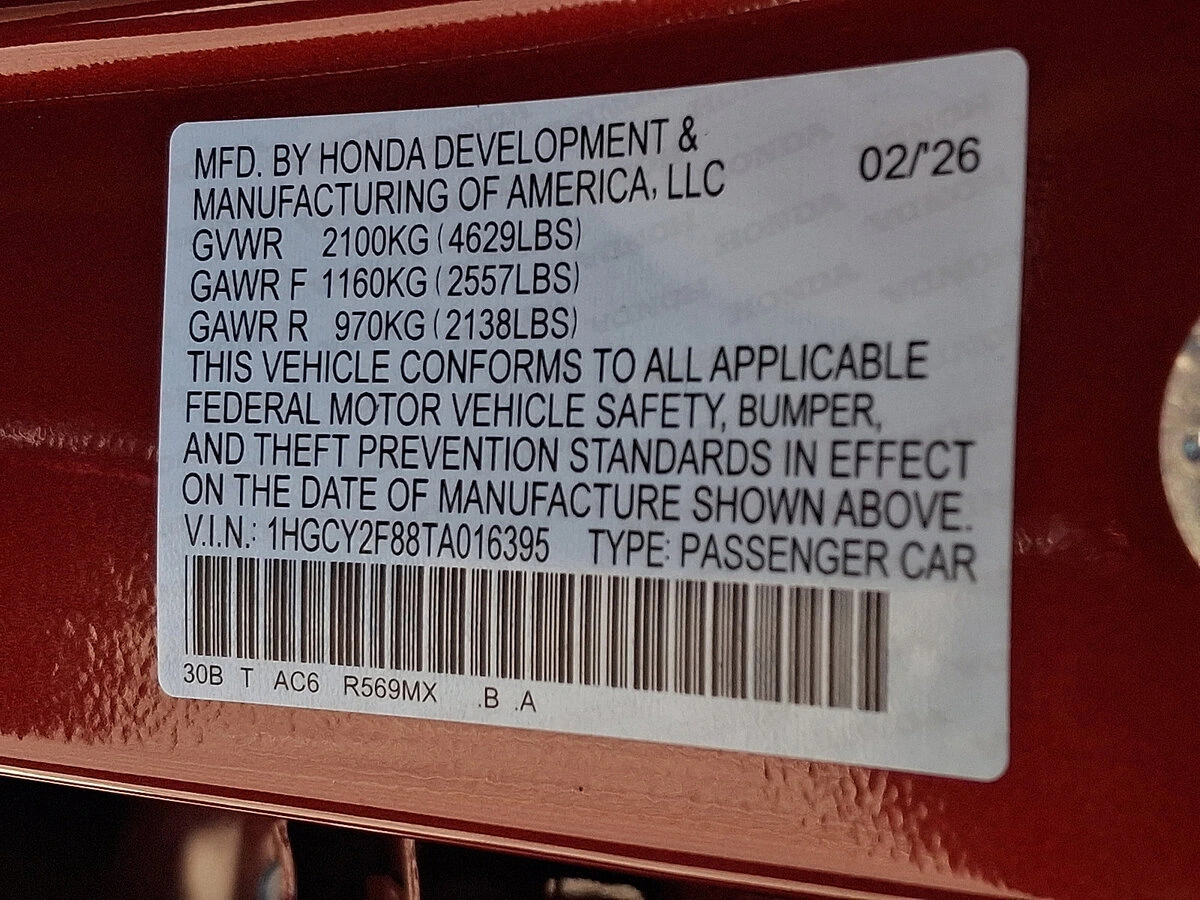 MFD. BY HONDA DEVELOPMENT &
MANUFACTURING OF AMERICA, LLC
02/'26
GVWR 2100KG (4629LBS)
GAWR F 1160KG (2557LBS)
GAWR R 970KG (2138LBS)
THIS VEHICLE CONFORMS TO ALL APPLICABLE
FEDERAL MOTOR VEHICLE SAFETY, BUMPER,
AND THEFT PREVENTION STANDARDS IN EFFECT
ON THE DATE OF MANUFACTURE SHOWN ABOVE.
V.I.N.: 1HGCY2F88TA016395 TYPE: PASSENGER CAR
30B T AC6 R569MX .B .A